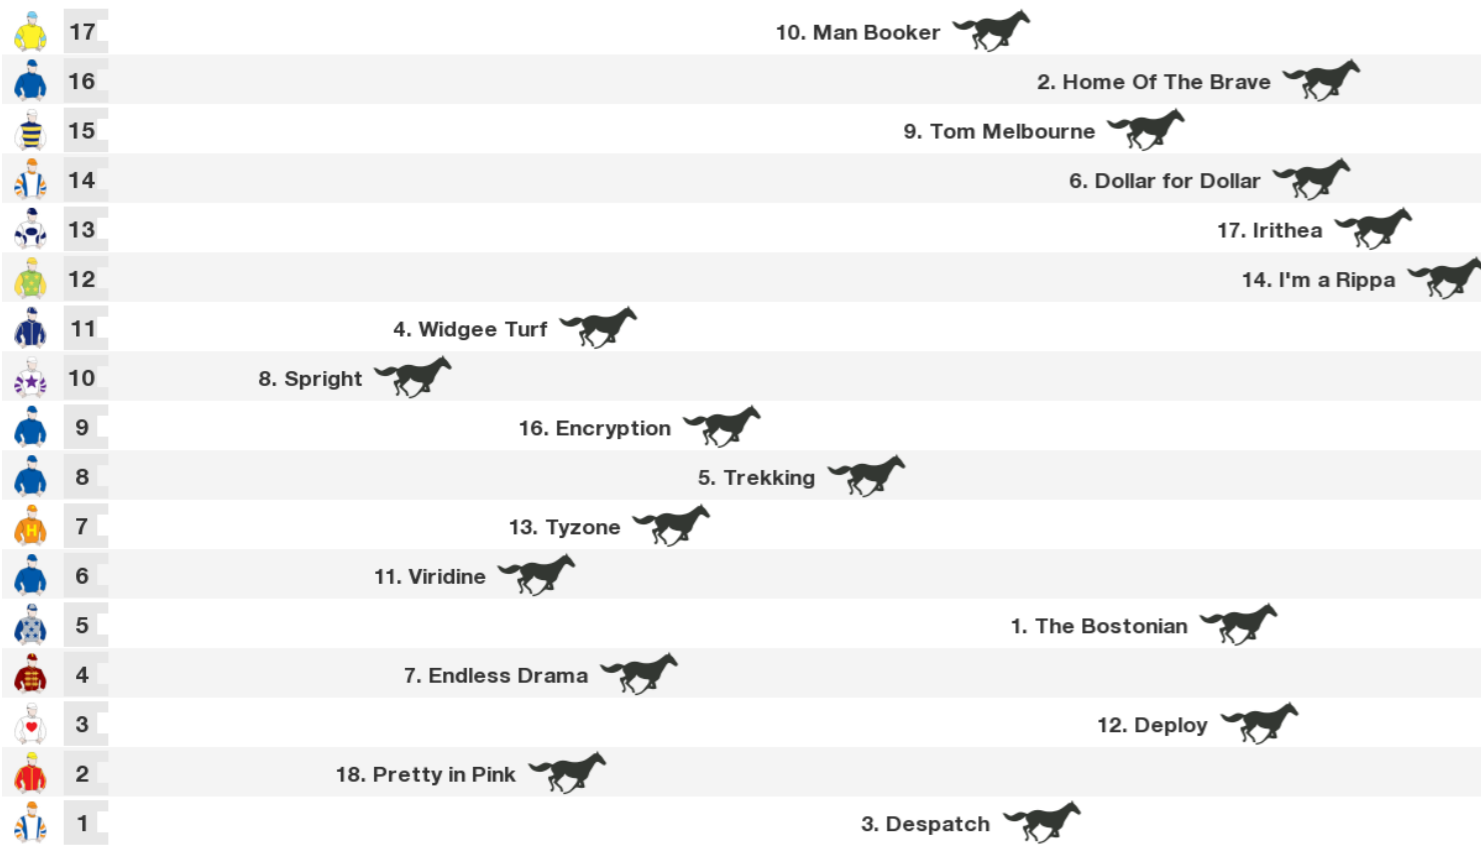 17 10. Man Booker
16 2. Home Of The Brave
15 9. Tom Melbourne
14 6. Dollar for Dollar
13 17. Irithea
12 14. I'm a Rippa
11 4. Widgee Turf
10 8. Spright
9 16. Encryption
8 5. Trekking
7 13. Tyzone
H
6 11. Viridine
5 1. The Bostonian
4 7. Endless Drama
3 12. Deploy
2 18. Pretty in Pink
1 3. Despatch